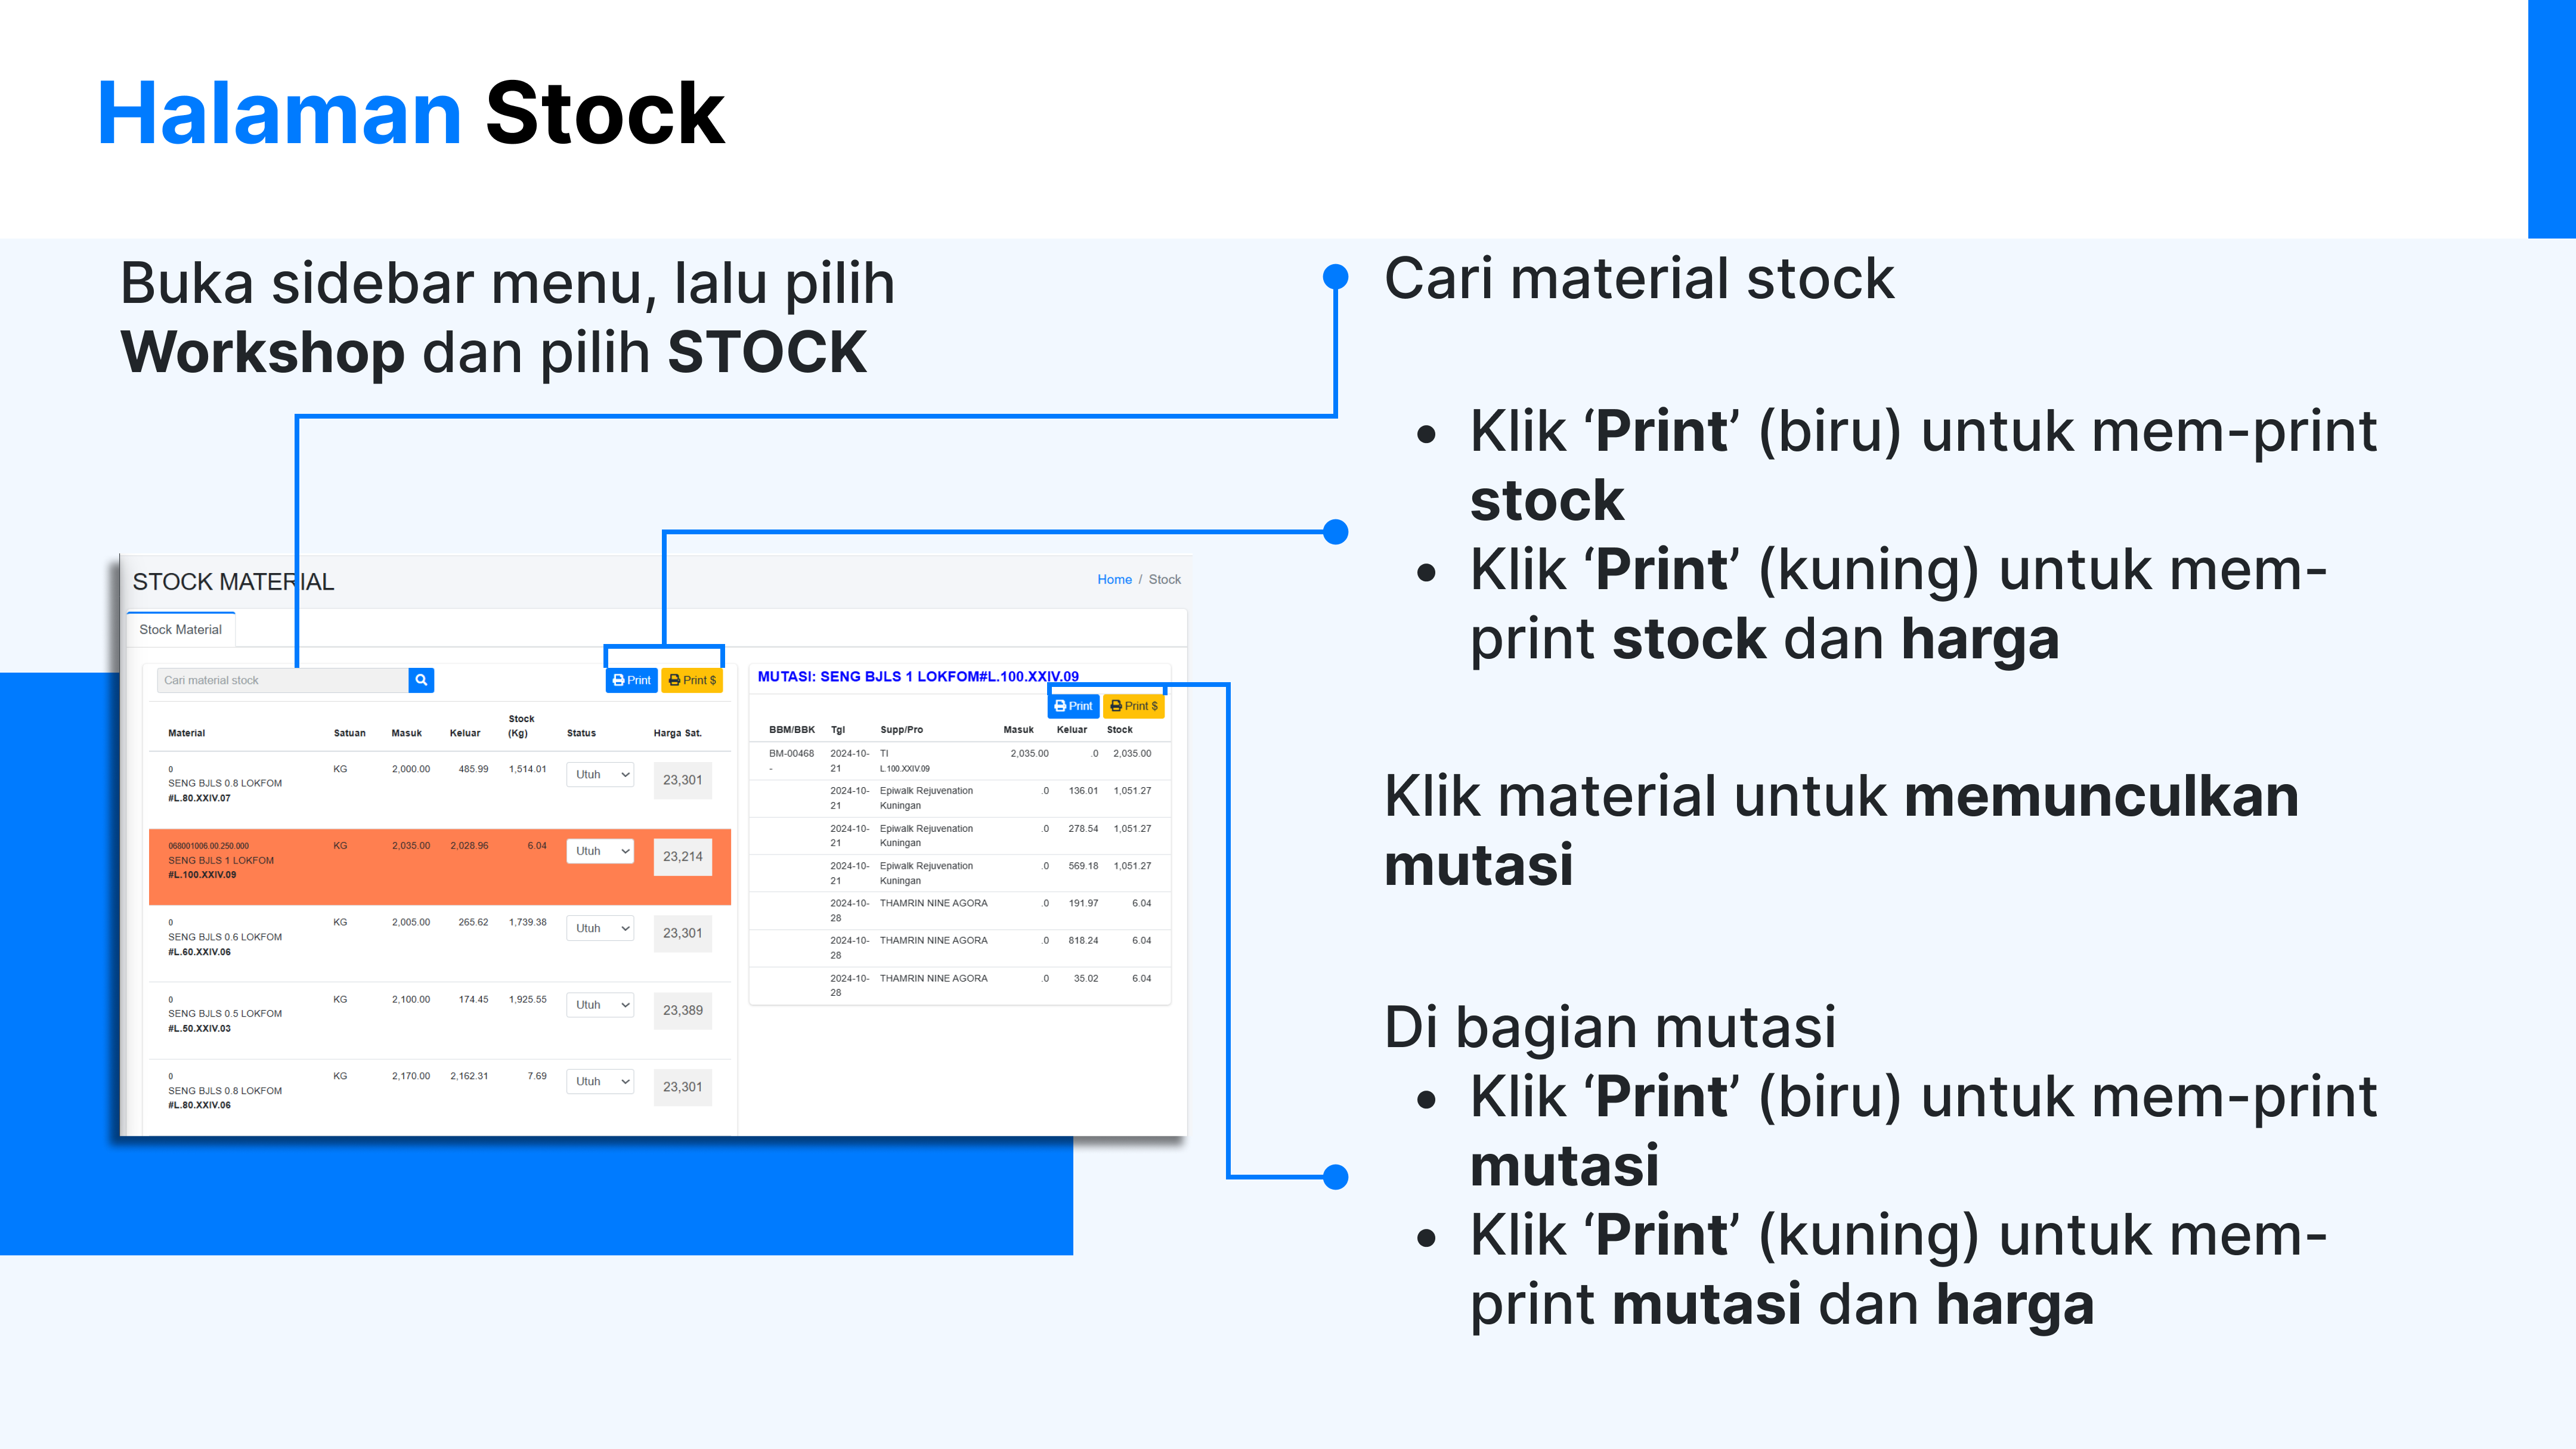 Halaman Stock
Buka sidebar menu, lalu pilih
Workshop dan pilih STOCK
STOCK MATERIAL
Home / Stock
Stock Material
Cari material stock
Print
Print $
Material Satuan Masuk Keluar Stock (Kg) Status Harga Sat.
0
SENG BJLS 0.8 LOKFOM
#L.80.XXIV.07
KG 2,000.00 485.99 1,514.01 Utuh 23,301
068001006.00.250.000
SENG BJLS 1 LOKFOM
#L.100.XXIV.09
KG 2,035.00 2,028.96 6.04 Utuh 23,214
0
SENG BJLS 0.6 LOKFOM
#L.60.XXIV.06
KG 2,005.00 265.62 1,739.38 Utuh 23,301
0
SENG BJLS 0.5 LOKFOM
#L.50.XXIV.03
KG 2,100.00 174.45 1,925.55 Utuh 23,389
0
SENG BJLS 0.8 LOKFOM
#L.80.XXIV.06
KG 2,170.00 2,162.31 7.69 Utuh 23,301
MUTASI: SENG BJLS 1 LOKFOM#L.100.XXIV.09
Print
Print $
BBM/BBK Tgl Supp/Pro Masuk Keluar Stock
BM-00468 2024-10- TI 2,035.00 .0 2,035.00
- 21 L.100.XXIV.09
2024-10- Epiwalk Rejuvenation .0 136.01 1,051.27
21 Kuningan
2024-10- Epiwalk Rejuvenation .0 278.54 1,051.27
21 Kuningan
2024-10- Epiwalk Rejuvenation .0 569.18 1,051.27
21 Kuningan
2024-10- THAMRIN NINE AGORA .0 191.97 6.04
28
2024-10- THAMRIN NINE AGORA .0 818.24 6.04
28
2024-10- THAMRIN NINE AGORA .0 35.02 6.04
28
Cari material stock
• Klik ‘Print’ (biru) untuk mem-print
stock
• Klik ‘Print’ (kuning) untuk mem-
print stock dan harga
Klik material untuk memunculkan
mutasi
Di bagian mutasi
• Klik ‘Print’ (biru) untuk mem-print
mutasi
• Klik ‘Print’ (kuning) untuk mem-
print mutasi dan harga